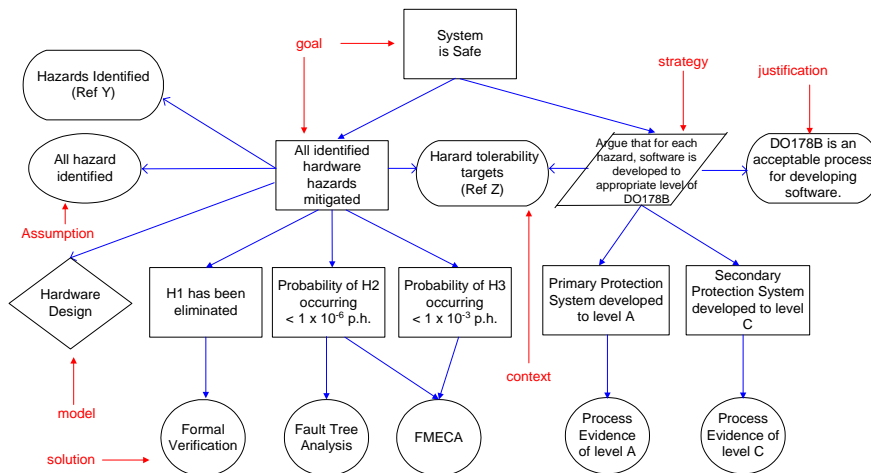 goal
System
is Safe
strategy
justification
Hazards Identified
(Ref Y)
All hazard
identified
All identified
hardware
hazards
mitigated
Harard tolerability
targets
(Ref Z)
Argue that for each
hazard, software is
developed to
appropriate level of
DO178B
DO178B is an
acceptable process
for developing
software.
Assumption
Hardware
Design
H1 has been
eliminated
Probability of H2
occurring
< 1 x 10⁻⁶ p.h.
Probability of H3
occurring
< 1 x 10⁻³ p.h.
Primary Protection
System developed
to level A
Secondary
Protection System
developed to level
C
context
model
solution
Formal
Verification
Fault Tree
Analysis
FMECA
Process
Evidence
of level A
Process
Evidence of
level C